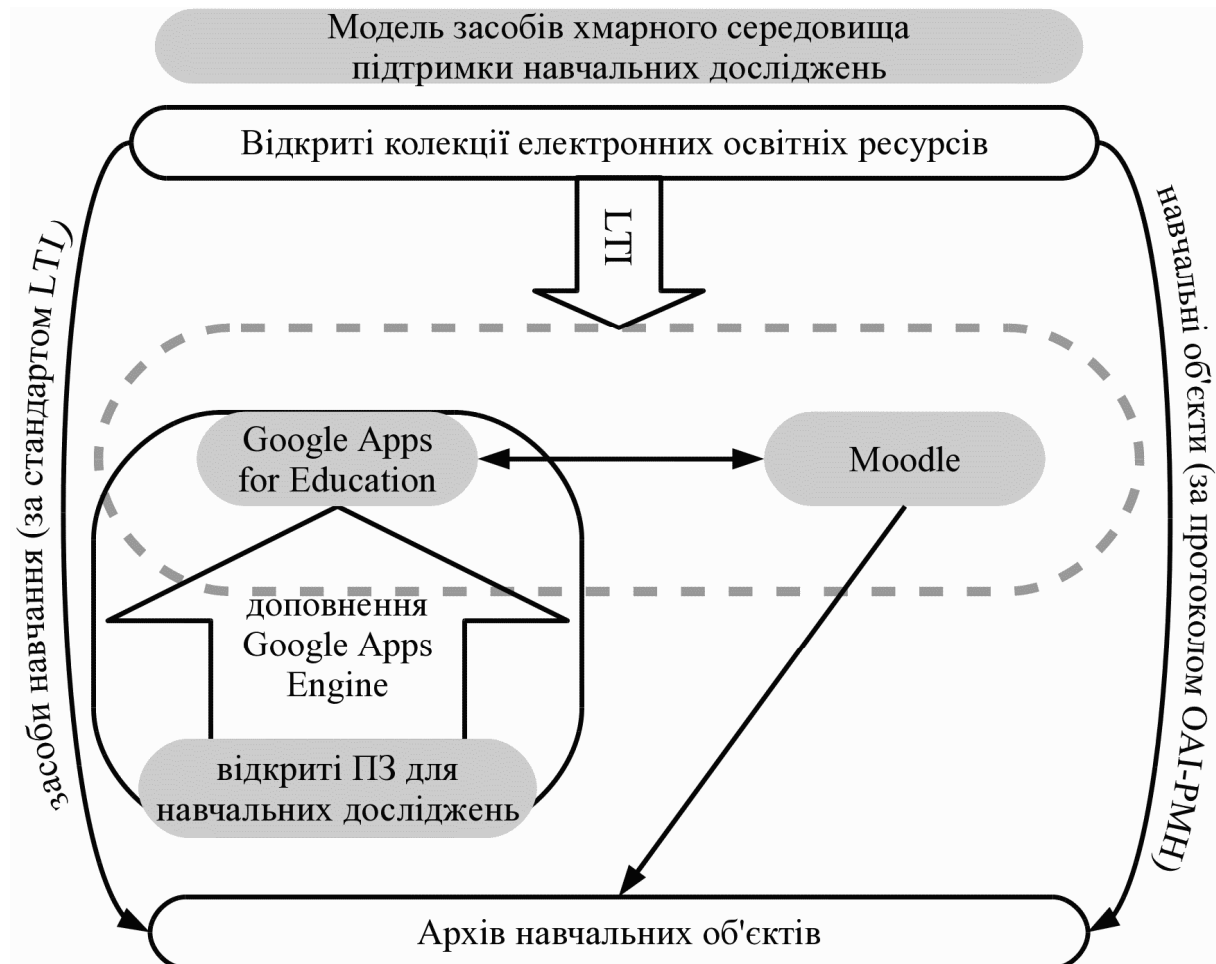 Модель засобів хмарного середовища
підтримки навчальних досліджень
Відкриті колекції електронних освітніх ресурсів
LTI
засоби навчання (за стандартом LTI)
навчальні об'єкти (за протоколом OAI-PMH)
Google Apps
for Education
Moodle
доповнення
Google Apps
Engine
відкриті ПЗ для
навчальних досліджень
Архів навчальних об'єктів